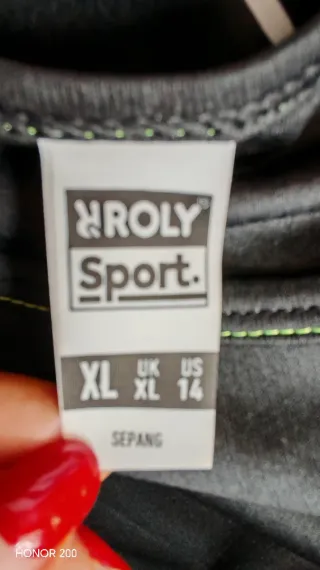 ROLY
Sport.
XL UK XL US 14
SEPANG
HONOR 200